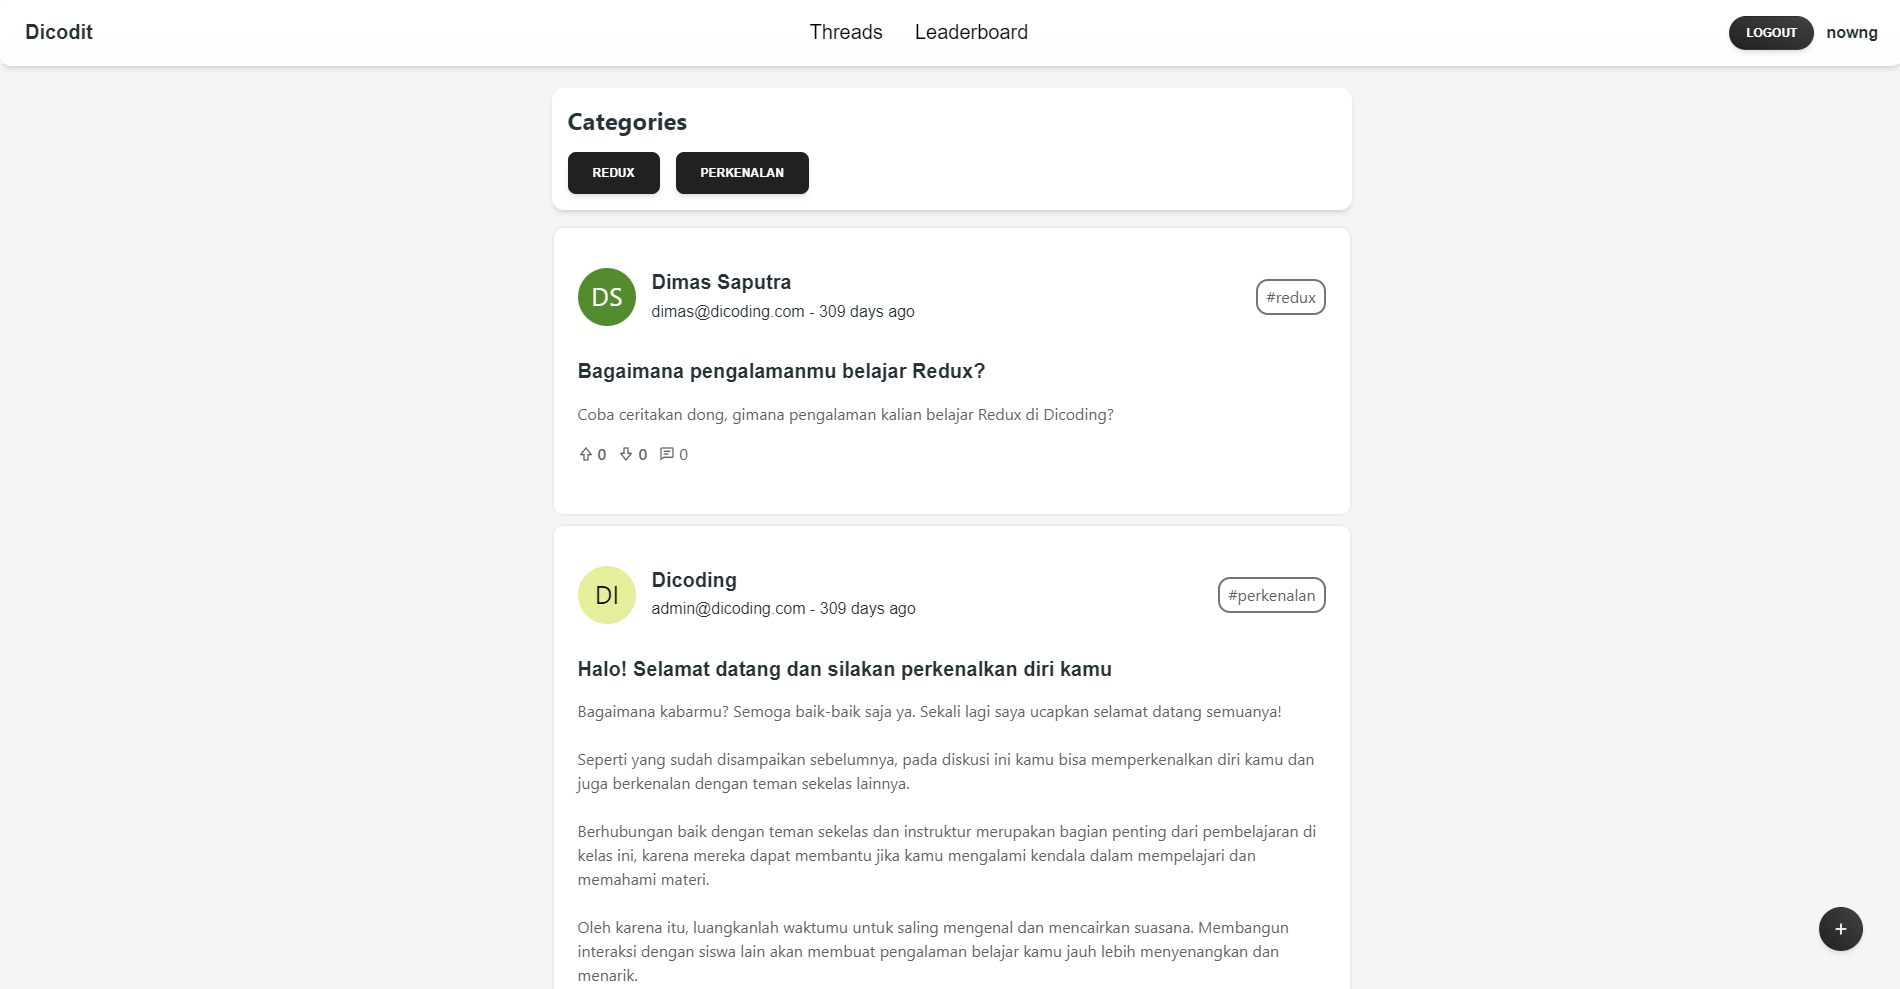 Dicodit
Threads
Leaderboard
LOGOUT
nowng
Categories
REDUX
PERKENALAN
DS
Dimas Saputra
dimas@dicoding.com - 309 days ago
#redux
Bagaimana pengalamanmu belajar Redux?
Coba ceritakan dong, gimana pengalaman kalian belajar Redux di Dicoding?
0 0 0
DI
Dicoding
admin@dicoding.com - 309 days ago
#perkenalan
Halo! Selamat datang dan silakan perkenalkan diri kamu
Bagaimana kabarmu? Semoga baik-baik saja ya. Sekali lagi saya ucapkan selamat datang semuanya!
Seperti yang sudah disampaikan sebelumnya, pada diskusi ini kamu bisa memperkenalkan diri kamu dan
juga berkenalan dengan teman sekelas lainnya.
Berhubungan baik dengan teman sekelas dan instruktur merupakan bagian penting dari pembelajaran di
kelas ini, karena mereka dapat membantu jika kamu mengalami kendala dalam mempelajari dan
memahami materi.
Oleh karena itu, luangkanlah waktumu untuk saling mengenal dan mencairkan suasana. Membangun
interaksi dengan siswa lain akan membuat pengalaman belajar kamu jauh lebih menyenangkan dan
menarik.
+